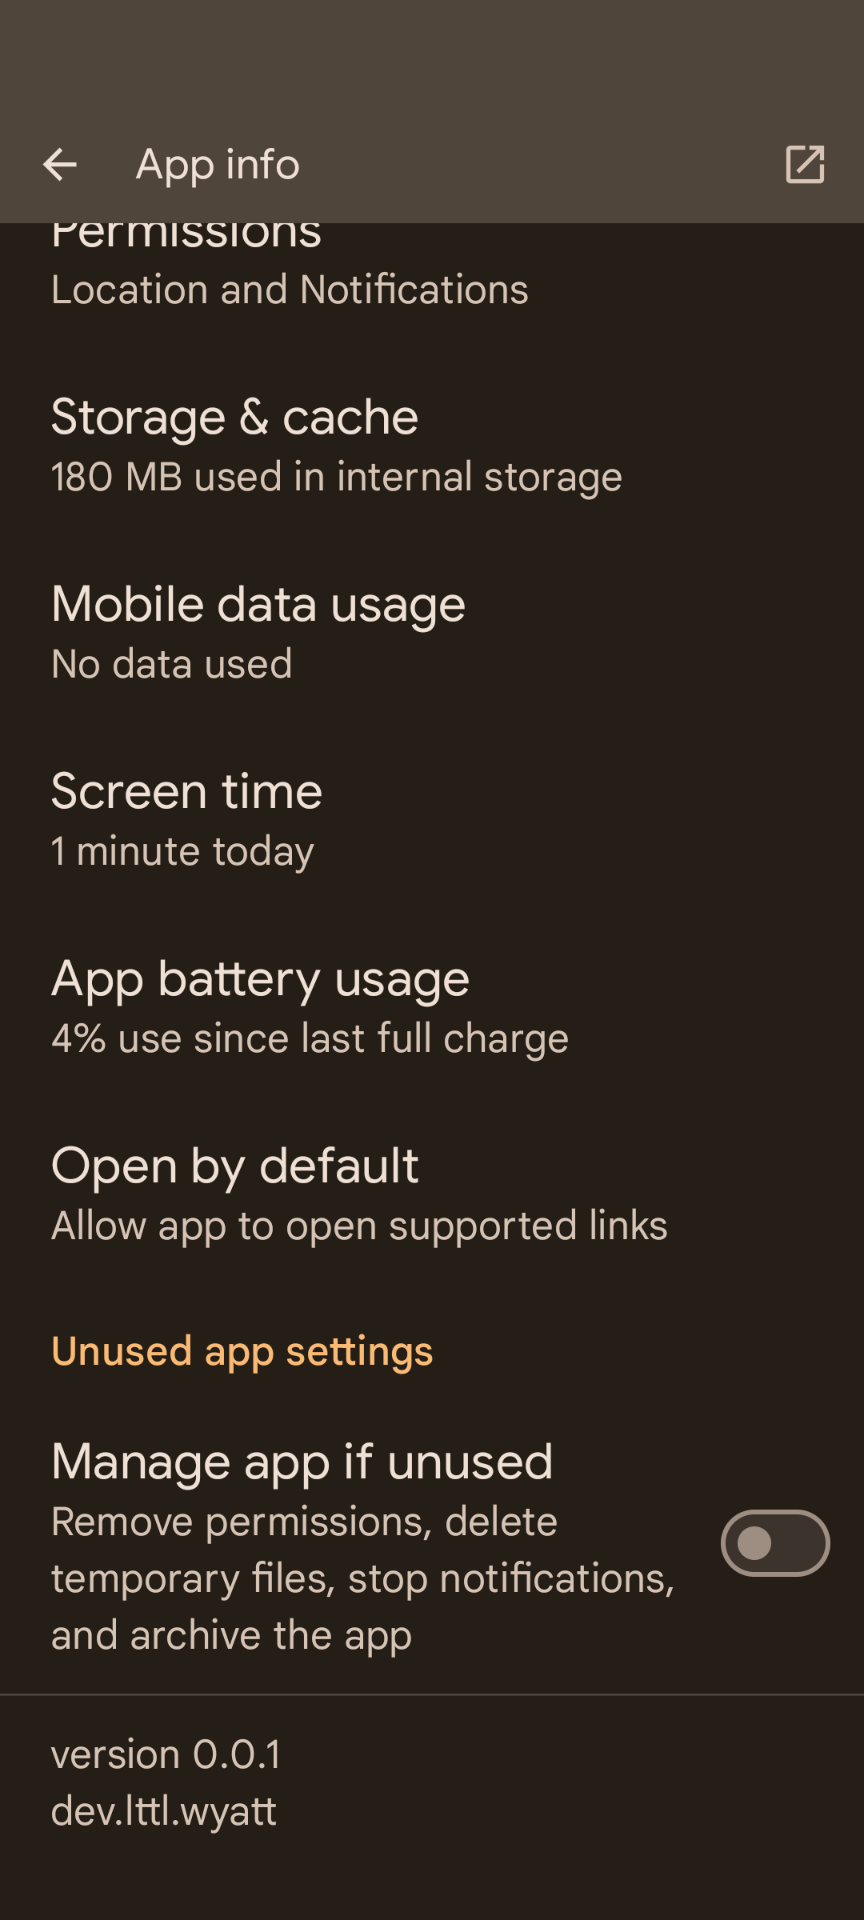 App info
Permissions
Location and Notifications
Storage & cache
180 MB used in internal storage
Mobile data usage
No data used
Screen time
1 minute today
App battery usage
4% use since last full charge
Open by default
Allow app to open supported links
Unused app settings
Manage app if unused
Remove permissions, delete
temporary files, stop notifications,
and archive the app
version 0.0.1
dev.lttl.wyatt